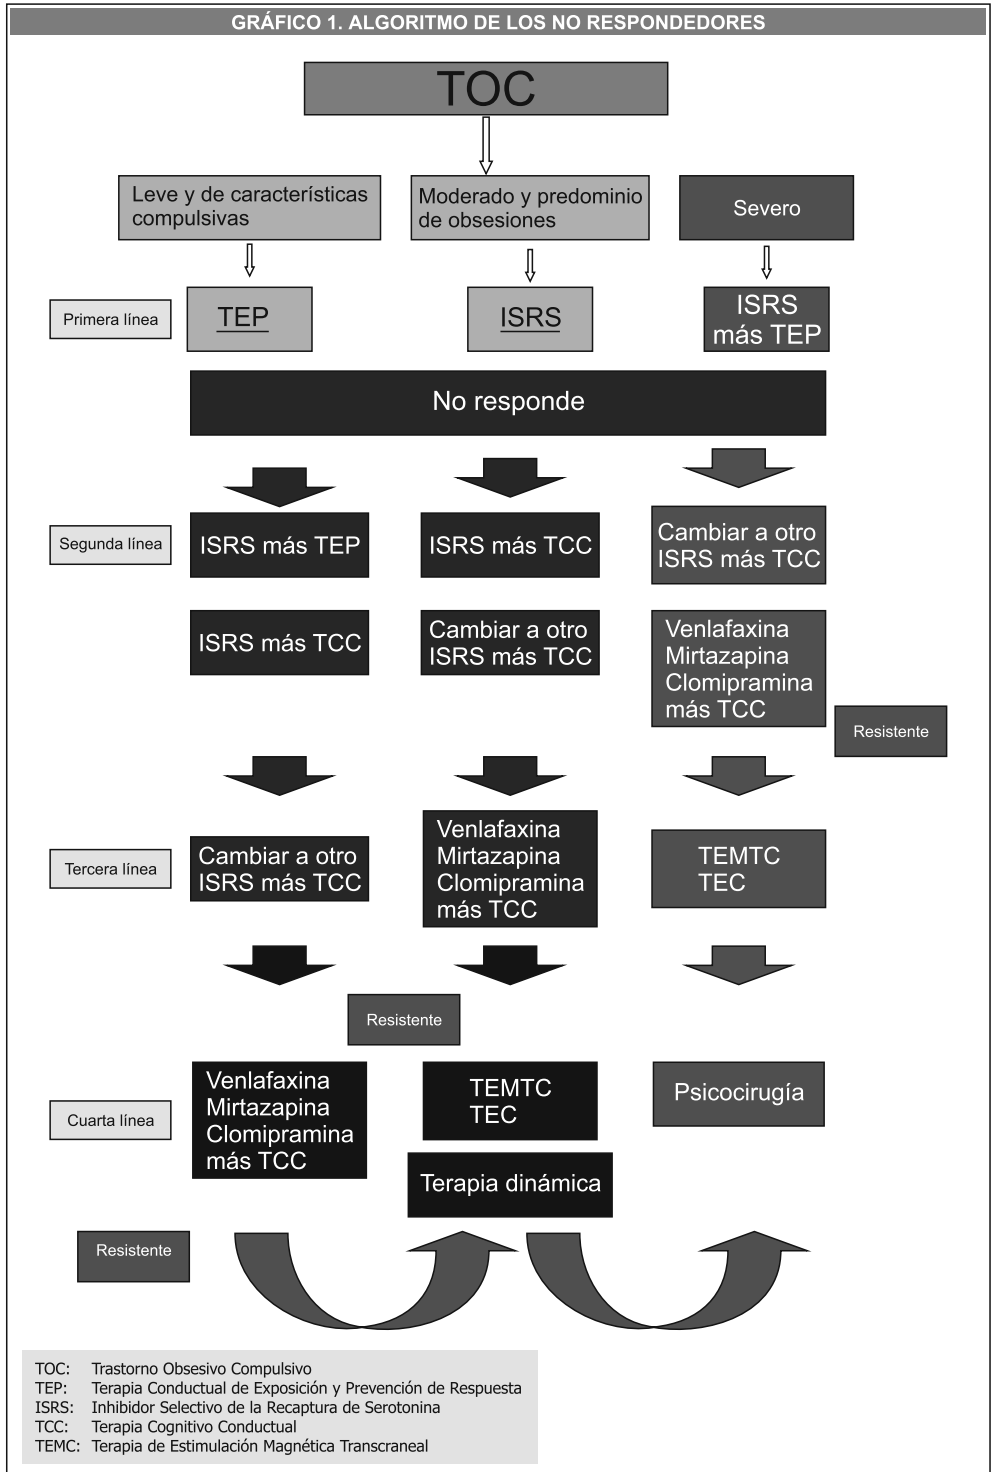 GRÁFICO 1. ALGORITMO DE LOS NO RESPONDEDORES
TOC
Leve y de características
compulsivas
Moderado y predominio
de obsesiones
Severo
Primera línea
TEP
ISRS
ISRS
más TEP
No responde
Segunda línea
ISRS más TEP
ISRS más TCC
Cambiar a otro
ISRS más TCC
ISRS más TCC
Cambiar a otro
ISRS más TCC
Venlafaxina
Mirtazapina
Clomipramina
más TCC
Resistente
Tercera línea
Cambiar a otro
ISRS más TCC
Venlafaxina
Mirtazapina
Clomipramina
más TCC
TEMTC
TEC
Resistente
Cuarta línea
Venlafaxina
Mirtazapina
Clomipramina
más TCC
TEMTC
TEC
Psicocirugía
Terapia dinámica
Resistente
TOC: Trastorno Obsesivo Compulsivo
TEP: Terapia Conductual de Exposición y Prevención de Respuesta
ISRS: Inhibidor Selectivo de la Recaptura de Serotonina
TCC: Terapia Cognitivo Conductual
TEMC: Terapia de Estimulación Magnética Transcraneal